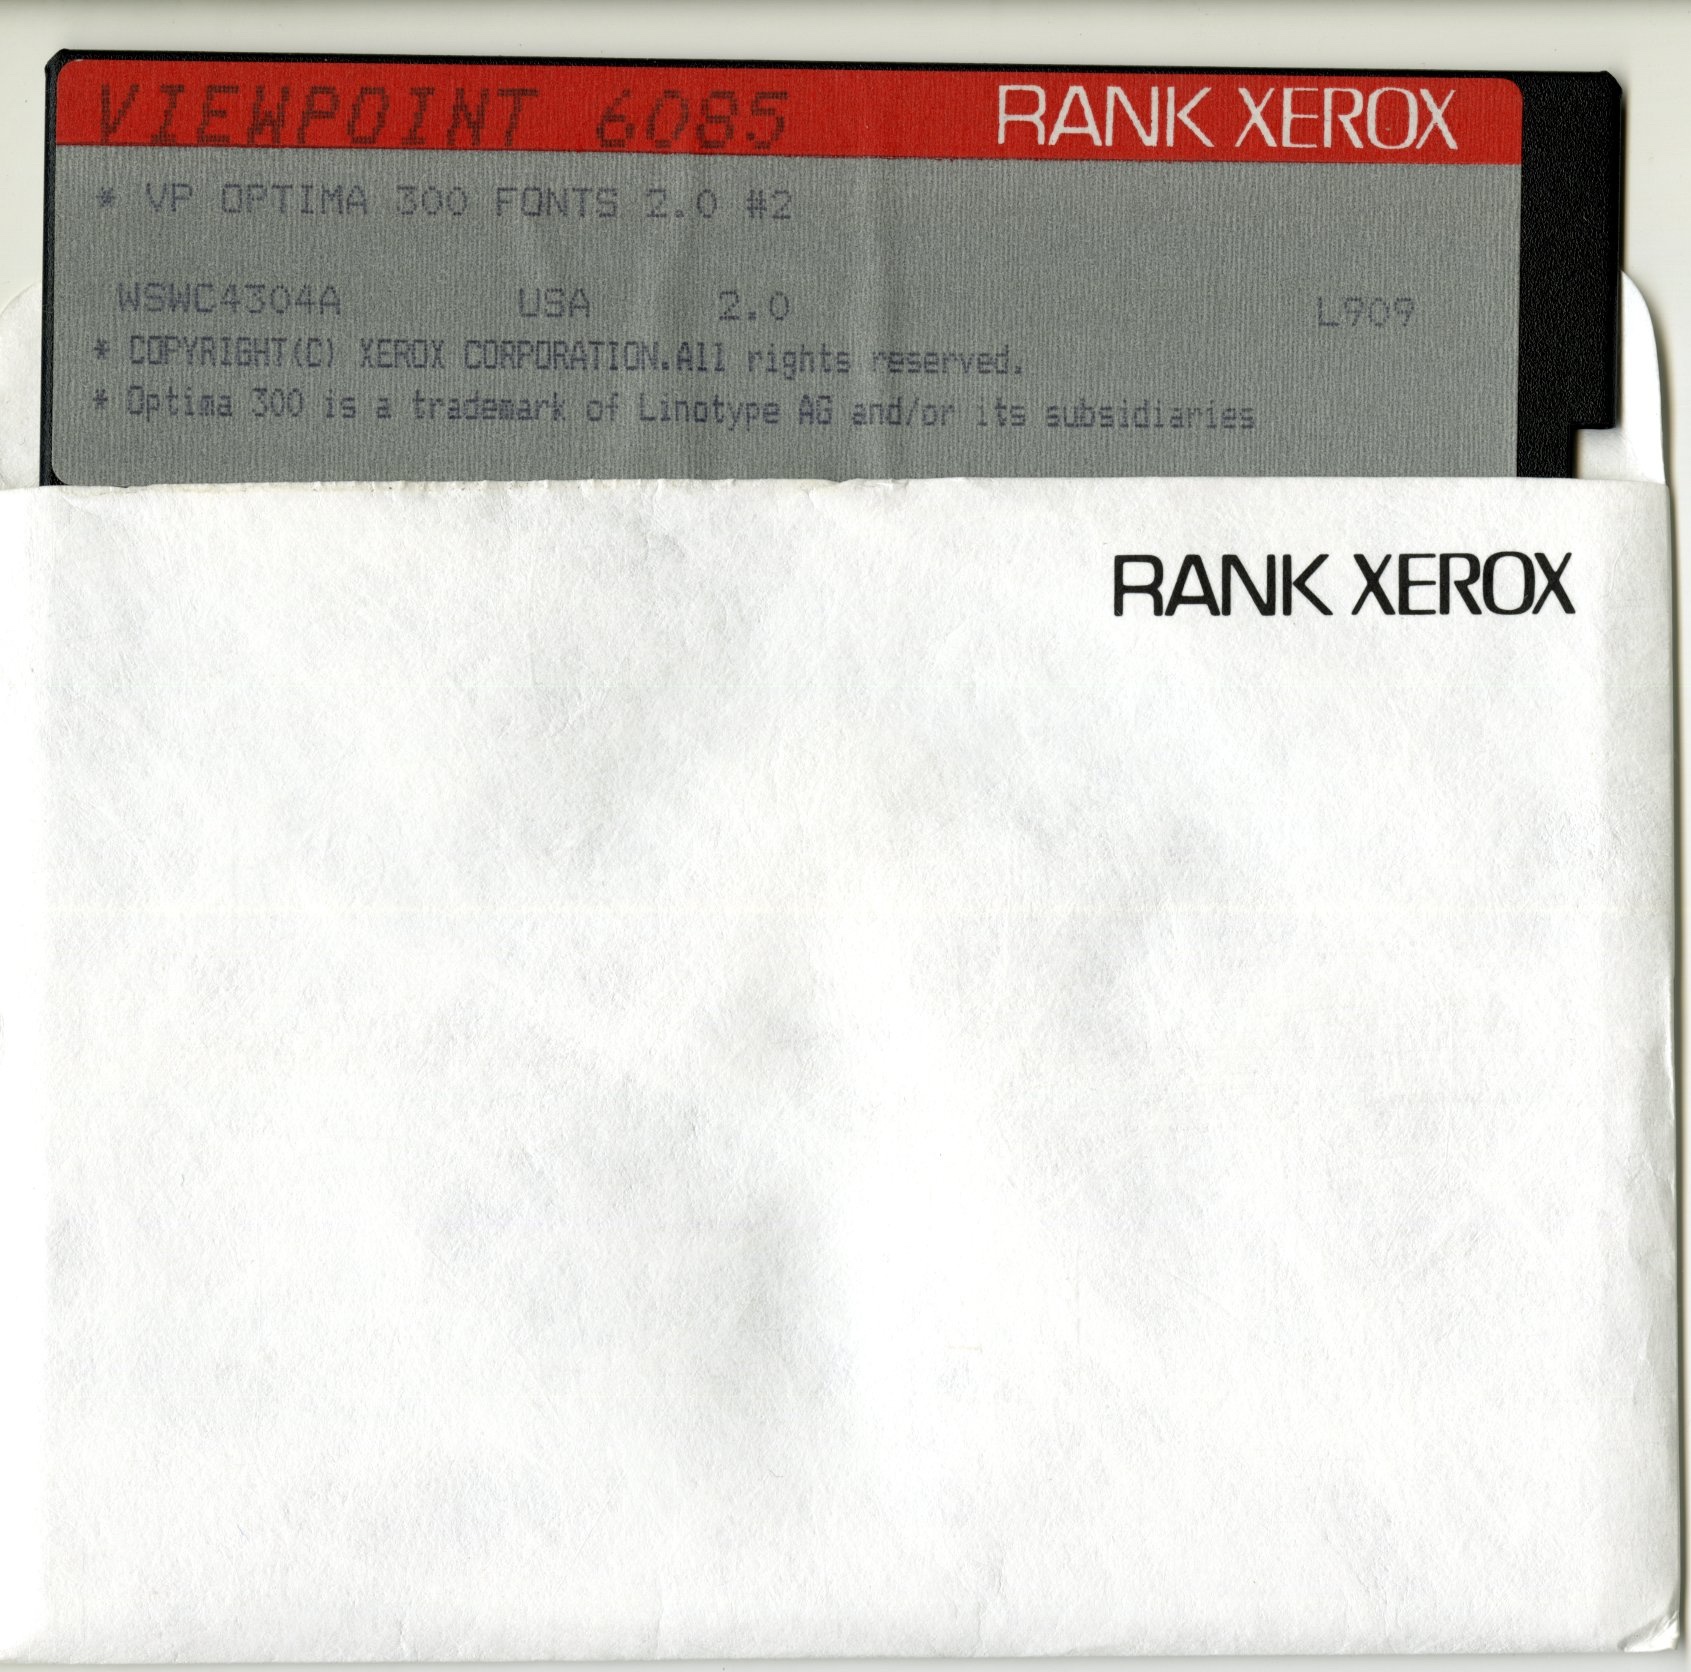 VIEWPOINT 6085 RANK XEROX
* VP OPTIMA 300 FONTS 2.0 #2
WSWC4304A USA 2.0 L909
* COPYRIGHT(C) XEROX CORPORATION.All rights reserved.
* Optima 300 is a trademark of Linotype AG and/or its subsidiaries
RANK XEROX